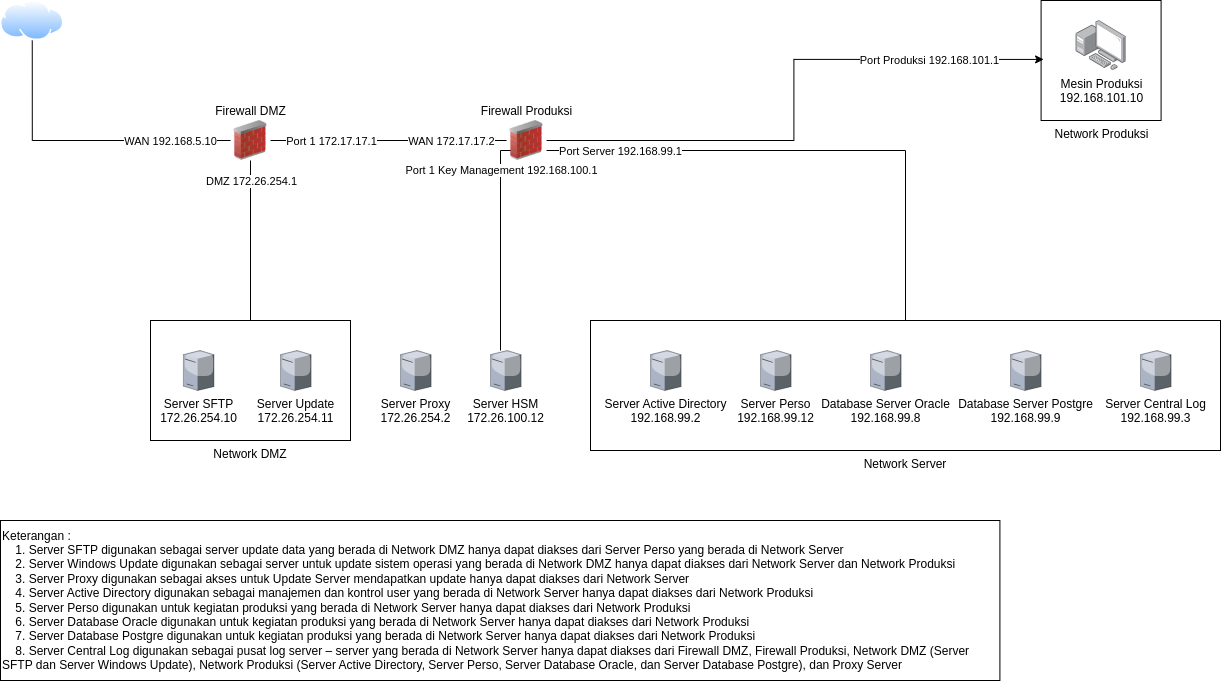 Port Produksi 192.168.101.1
Mesin Produksi
192.168.101.10
Network Produksi
Firewall DMZ
Firewall Produksi
WAN 192.168.5.10
Port 1 172.17.17.1
WAN 172.17.17.2
Port Server 192.168.99.1
Port 1 Key Management 192.168.100.1
DMZ 172.26.254.1
Server SFTP
172.26.254.10
Server Update
172.26.254.11
Network DMZ
Server Proxy
172.26.254.2
Server HSM
172.26.100.12
Server Active Directory
192.168.99.2
Server Perso
192.168.99.12
Database Server Oracle
192.168.99.8
Database Server Postgre
192.168.99.9
Server Central Log
192.168.99.3
Network Server
Keterangan :
1. Server SFTP digunakan sebagai server update data yang berada di Network DMZ hanya dapat diakses dari Server Perso yang berada di Network Server
2. Server Windows Update digunakan sebagai server untuk update sistem operasi yang berada di Network DMZ hanya dapat diakses dari Network Server dan Network Produksi
3. Server Proxy digunakan sebagai akses untuk Update Server mendapatkan update hanya dapat diakses dari Network Server
4. Server Active Directory digunakan sebagai manajemen dan kontrol user yang berada di Network Server hanya dapat diakses dari Network Produksi
5. Server Perso digunakan untuk kegiatan produksi yang berada di Network Server hanya dapat diakses dari Network Produksi
6. Server Database Oracle digunakan untuk kegiatan produksi yang berada di Network Server hanya dapat diakses dari Network Produksi
7. Server Database Postgre digunakan untuk kegiatan produksi yang berada di Network Server hanya dapat diakses dari Network Produksi
8. Server Central Log digunakan sebagai pusat log server – server yang berada di Network Server hanya dapat diakses dari Firewall DMZ, Firewall Produksi, Network DMZ (Server
SFTP dan Server Windows Update), Network Produksi (Server Active Directory, Server Perso, Server Database Oracle, dan Server Database Postgre), dan Proxy Server